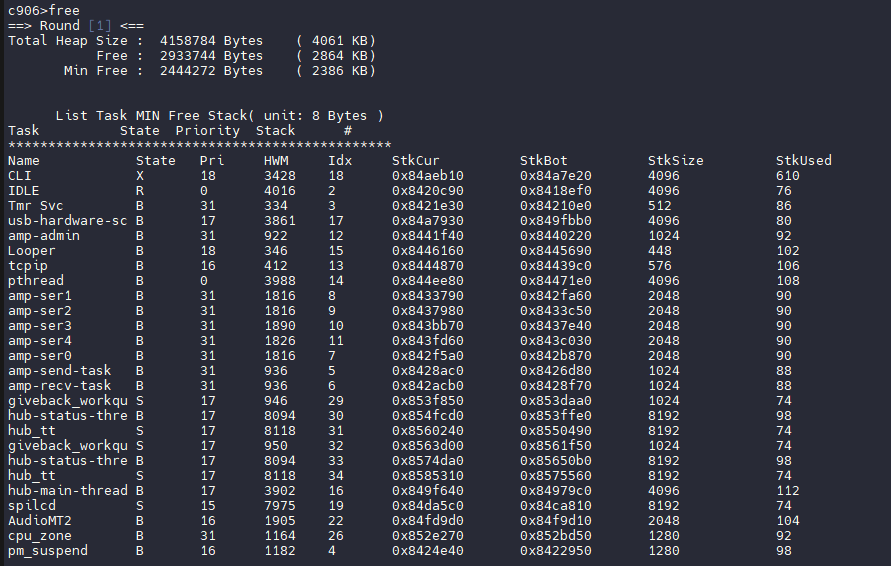 c906>free
==> Round [1] <==
Total Heap Size :  4158784 Bytes    ( 4061 KB)
           Free :  2933744 Bytes    ( 2864 KB)
       Min Free :  2444272 Bytes    ( 2386 KB)
      List Task MIN Free Stack( unit: 8 Bytes )
Task          State  Priority  Stack      #
************************************************
Name            State   Pri     HWM     Idx     StkCur          StkBot          StkSize         StkUsed
CLI             X       18      3428    18      0x84aeb10       0x84a7e20       4096            610
IDLE            R       0       4016    2       0x8420c90       0x8418ef0       4096            76
Tmr Svc         B       31      334     3       0x8421e30       0x84210e0       512             86
usb-hardware-sc B       17      3861    17      0x84a7930       0x849fbb0       4096            80
amp-admin       B       31      922     12      0x8441f40       0x8440220       1024            92
Looper          B       18      346     15      0x8446160       0x8445690       448             102
tcpip           B       16      412     13      0x8444870       0x84439c0       576             106
pthread         B       0       3988    14      0x844ee80       0x84471e0       4096            108
amp-ser1        B       31      1816    8       0x8433790       0x842fa60       2048            90
amp-ser2        B       31      1816    9       0x8437980       0x8433c50       2048            90
amp-ser3        B       31      1890    10      0x843bb70       0x8437e40       2048            90
amp-ser4        B       31      1826    11      0x843fd60       0x843c030       2048            90
amp-ser0        B       31      1816    7       0x842f5a0       0x842b870       2048            90
amp-send-task   B       31      936     5       0x8428ac0       0x8426d80       1024            88
amp-recv-task   B       31      936     6       0x842acb0       0x8428f70       1024            88
giveback_workqu S       17      946     29      0x853f850       0x853daa0       1024            74
hub-status-thre B       17      8094    30      0x854fcd0       0x853ffe0       8192            98
hub_tt          S       17      8118    31      0x8560240       0x8550490       8192            74
giveback_workqu S       17      950     32      0x8563d00       0x8561f50       1024            74
hub-status-thre B       17      8094    33      0x8574da0       0x85650b0       8192            98
hub_tt          S       17      8118    34      0x8585310       0x8575560       8192            74
hub-main-thread B       17      3902    16      0x849f640       0x84979c0       4096            112
spilcd          S       15      7975    19      0x84da5c0       0x84ca810       8192            74
AudioMT2        B       16      1905    22      0x84fd9d0       0x84f9d10       2048            104
cpu_zone        B       31      1164    26      0x852e270       0x852bd50       1280            92
pm_suspend      B       16      1182    4       0x8424e40       0x8422950       1280            98